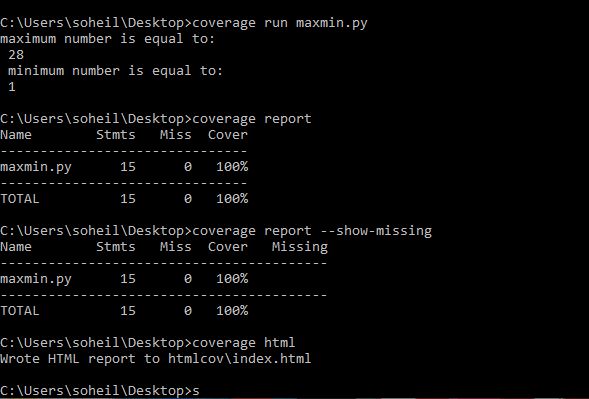 C:\Users\soheil\Desktop>coverage run maxmin.py
maximum number is equal to:
 28
 minimum number is equal to:
 1

C:\Users\soheil\Desktop>coverage report
Name        Stmts   Miss  Cover
-------------------------------
maxmin.py      15      0   100%
-------------------------------
TOTAL          15      0   100%

C:\Users\soheil\Desktop>coverage report --show-missing
Name        Stmts   Miss  Cover   Missing
-----------------------------------------
maxmin.py      15      0   100%
-----------------------------------------
TOTAL          15      0   100%

C:\Users\soheil\Desktop>coverage html
Wrote HTML report to htmlcov\index.html

C:\Users\soheil\Desktop>s